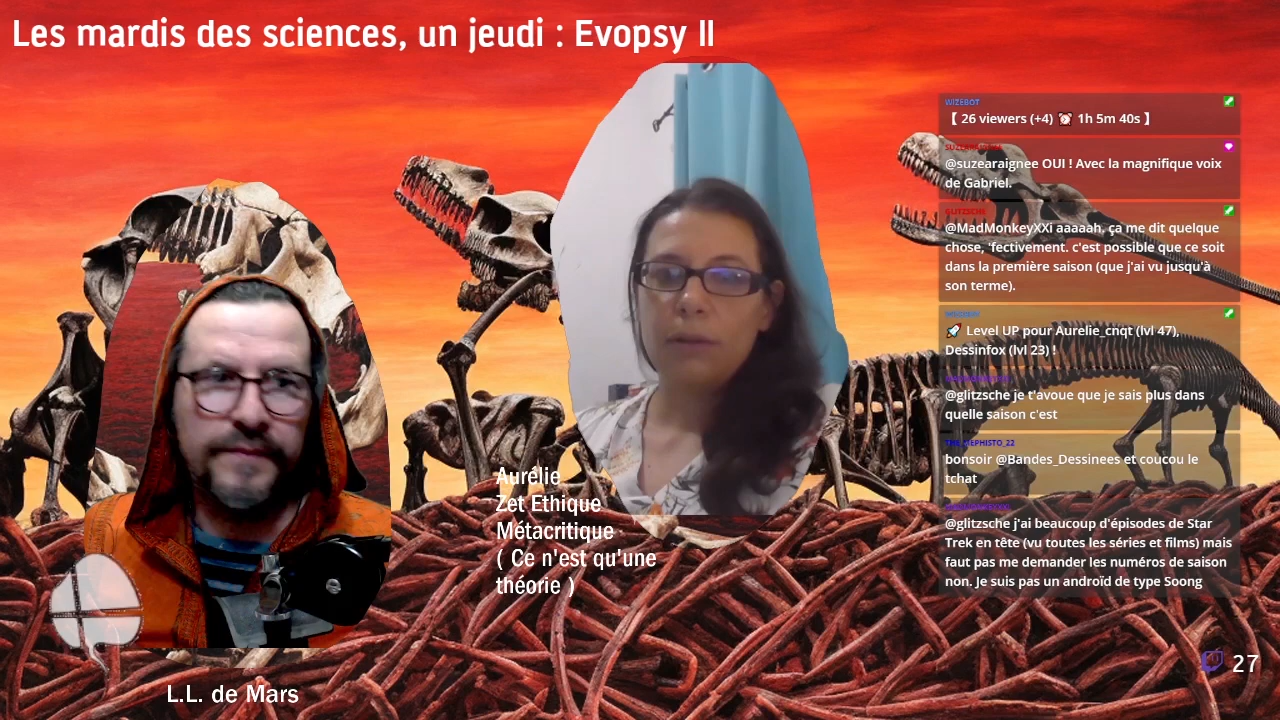 Les mardis des sciences, un jeudi : Evopsy II
WIZEBOT
【 26 viewers (+4) ⏰ 1h 5m 40s 】
@suzearaignee OUI ! Avec la magnifique voix
de Gabriel.
GLITZSCHE
@MadMonkeyXXi aaaaah. ça me dit quelque
chose, 'fectivement. c'est possible que ce soit
dans la première saison (que j'ai vu jusqu'à
son terme).
WIZEBOT
🚀 Level UP pour Aurelie_cnqt (lvl 47),
Dessinfox (lvl 23) !
@glitzsche je t'avoue que je sais plus dans
quelle saison c'est
THE_MEPHISTO_22
bonsoir @Bandes_Dessinees et coucou le
tchat
@glitzsche j'ai beaucoup d'épisodes de Star
Trek en tête (vu toutes les séries et films) mais
faut pas me demander les numéros de saison
non. Je suis pas un androïd de type Soong
Aurélie
Zet Ethique
Métacritique
( Ce n'est qu'une
théorie )
27
L.L. de Mars